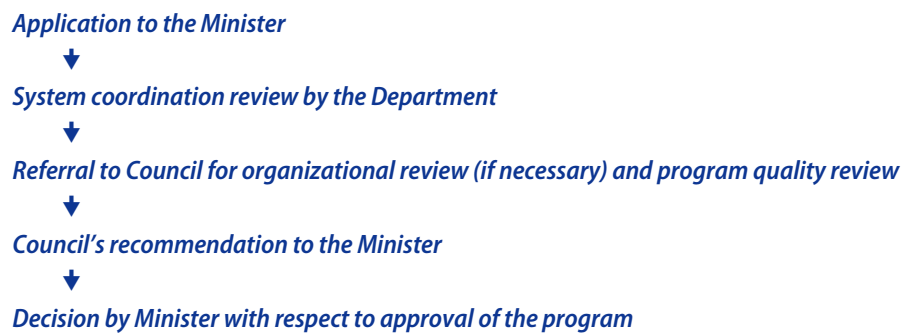 Application to the Minister
System coordination review by the Department
Referral to Council for organizational review (if necessary) and program quality review
Council’s recommendation to the Minister
Decision by Minister with respect to approval of the program